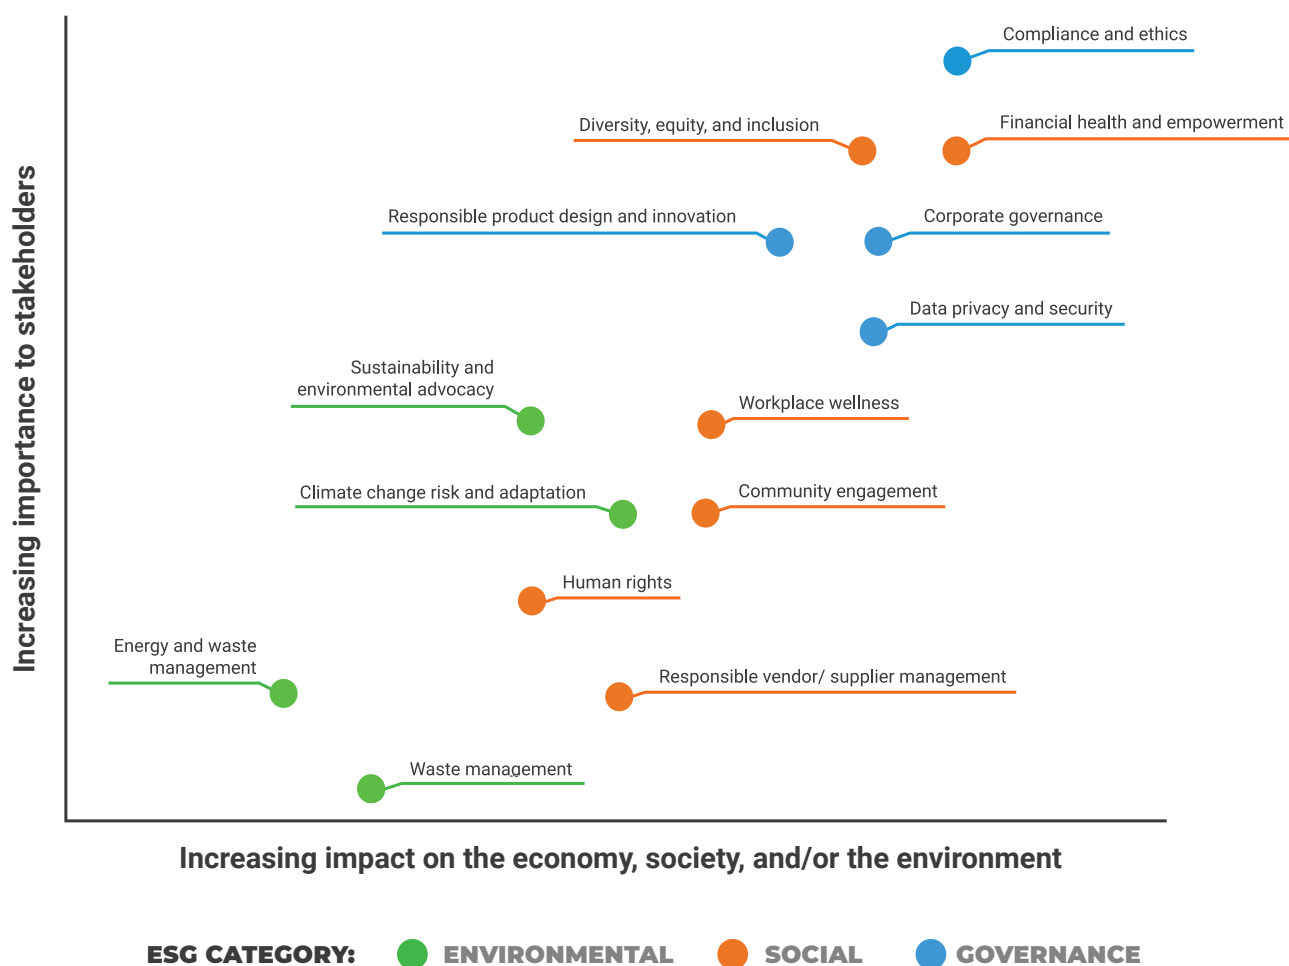 Compliance and ethics
Diversity, equity, and inclusion
Financial health and empowerment
Responsible product design and innovation
Corporate governance
Data privacy and security
Sustainability and
environmental advocacy
Workplace wellness
Climate change risk and adaptation
Community engagement
Human rights
Energy and waste
management
Responsible vendor/ supplier management
Waste management
Increasing importance to stakeholders
Increasing impact on the economy, society, and/or the environment
ESG CATEGORY: ENVIRONMENTAL SOCIAL GOVERNANCE